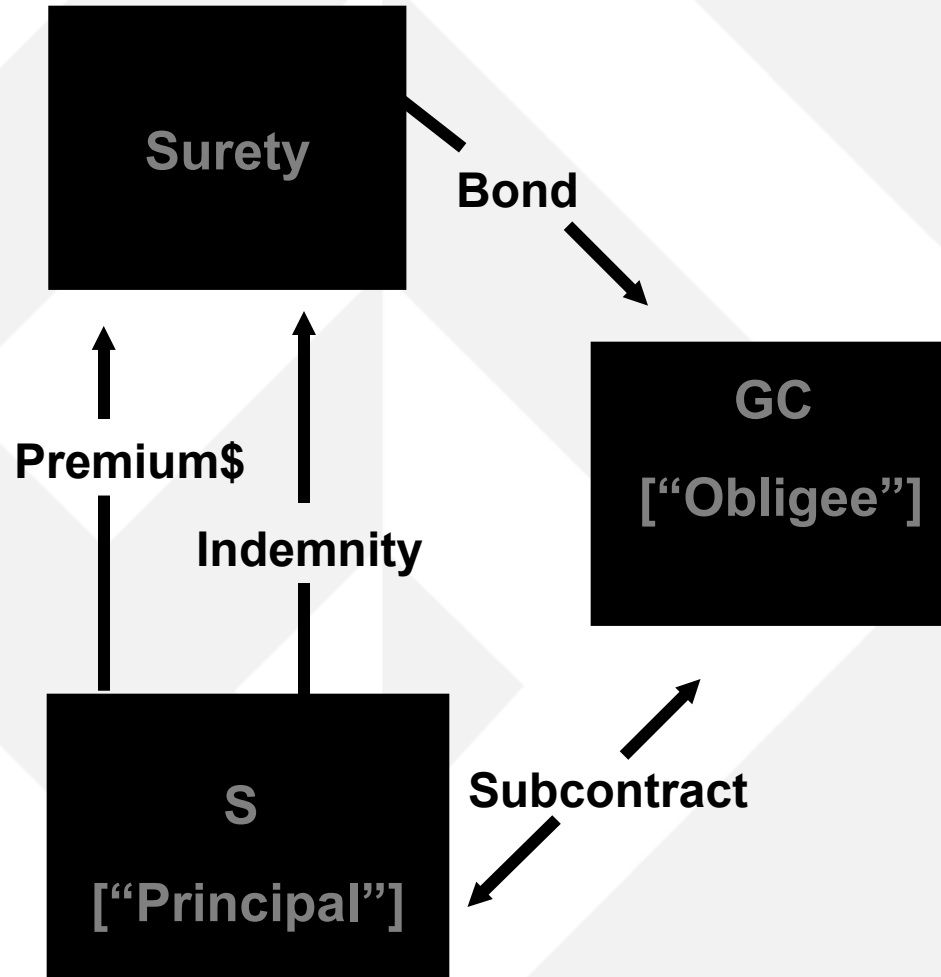 Surety
Bond
GC
[“Obligee”]
Premium$
Indemnity
Subcontract
S
[“Principal”]